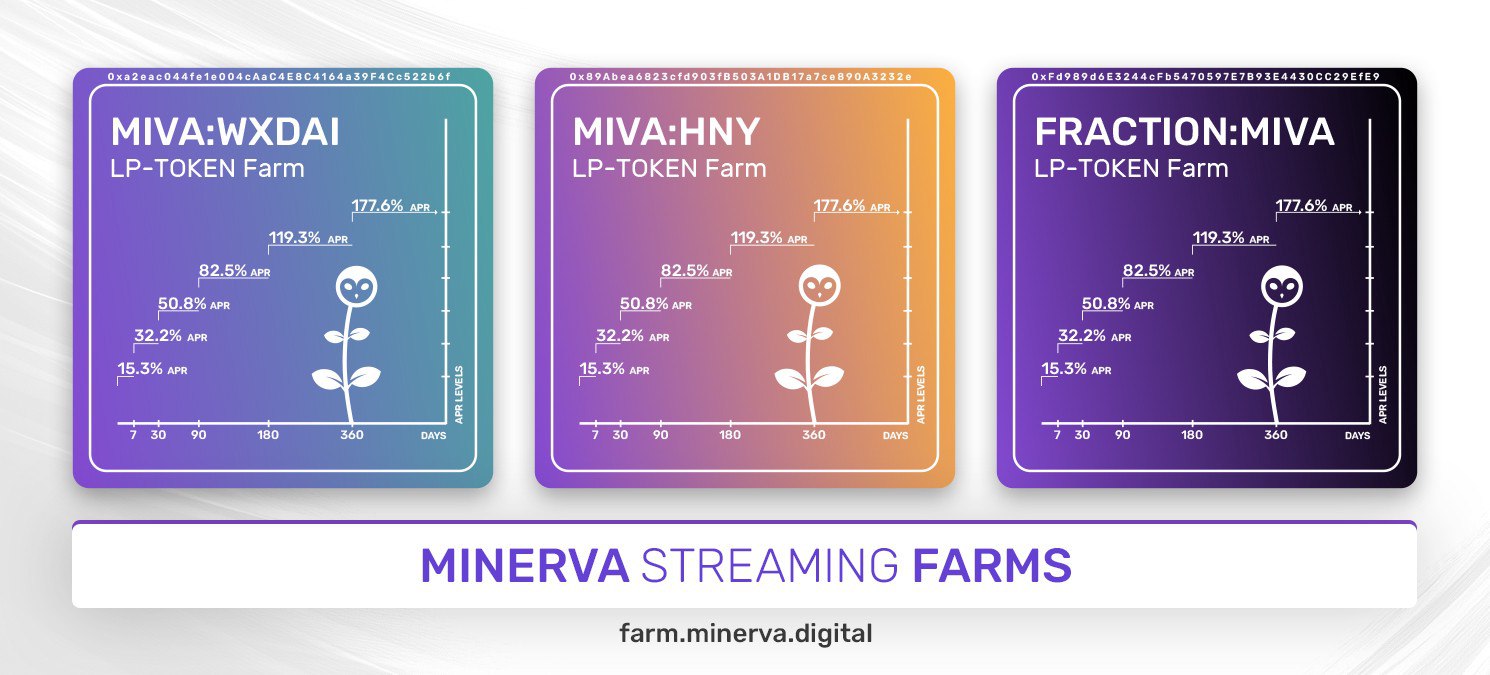 0xa2eac044fe1e004cAaC4E8C4164a39F4Cc522b6f
MIVA:WXDAI
LP-TOKEN Farm
177.6% APR
119.3% APR
82.5% APR
50.8% APR
32.2% APR
15.3% APR
APR LEVELS
7 30 90 180 360 DAYS
0x89Abea6823cfd903fB503A1DB17a7ce890A3232e
MIVA:HNY
LP-TOKEN Farm
177.6% APR
119.3% APR
82.5% APR
50.8% APR
32.2% APR
15.3% APR
APR LEVELS
7 30 90 180 360 DAYS
0xFd989d6E3244cFb5470597E7B93E4430CC29EfE9
FRACTION:MIVA
LP-TOKEN Farm
177.6% APR
119.3% APR
82.5% APR
50.8% APR
32.2% APR
15.3% APR
APR LEVELS
7 30 90 180 360 DAYS
MINERVA STREAMING FARMS
farm.minerva.digital